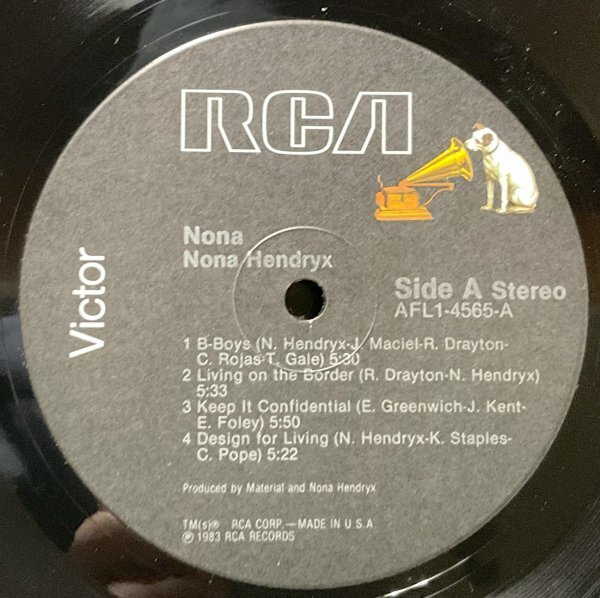 RCA
Victor
Nona
Nona Hendryx
Side A Stereo
AFL1-4565-A
1 B-Boys (N. Hendryx-J. Maciel-R. Drayton-
C. Rojas-T. Gale) 5:30
2 Living on the Border (R. Drayton-N. Hendryx)
5:33
3 Keep It Confidential (E. Greenwich-J. Kent-
E. Foley) 5:50
4 Design for Living (N. Hendryx-K. Staples-
C. Pope) 5:22
Produced by Material and Nona Hendryx
TM(s)® RCA CORP.—MADE IN U.S.A.
℗ 1983 RCA RECORDS